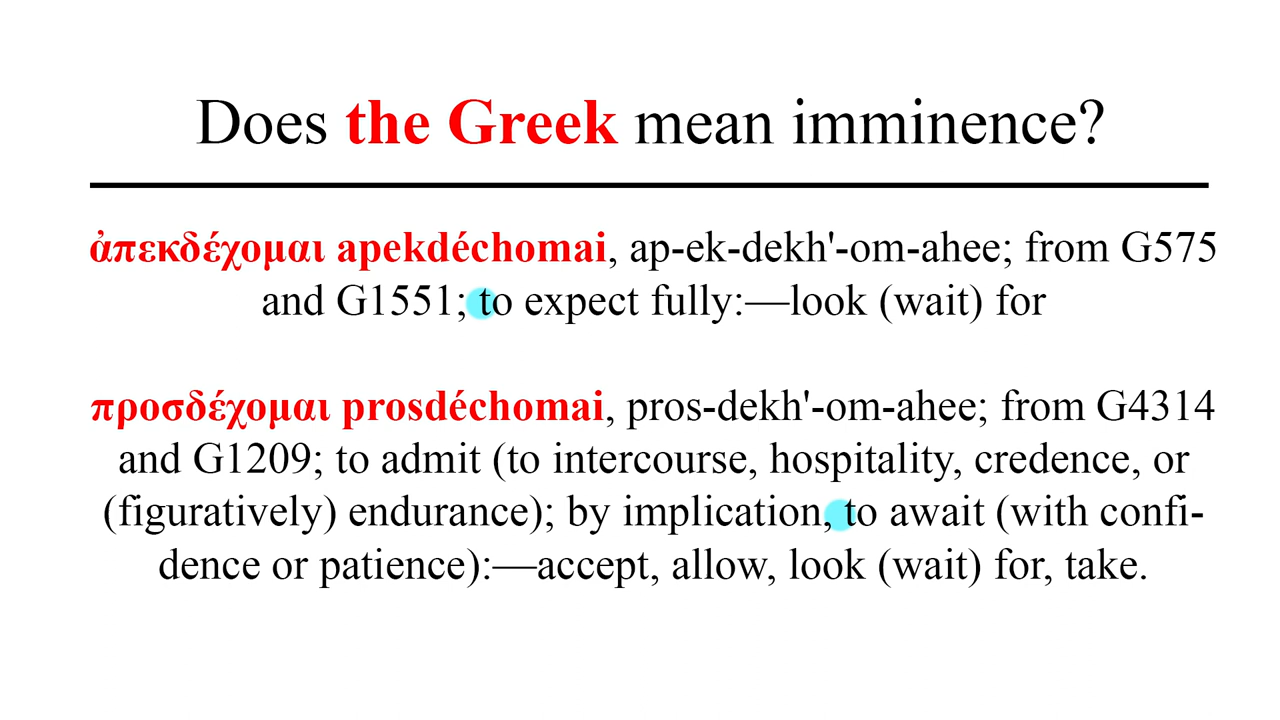 Does the Greek mean imminence?
ἀπεκδέχομαι apekdéchomai, ap-ek-dekh'-om-ahee; from G575
and G1551; to expect fully:—look (wait) for
προσδέχομαι prosdéchomai, pros-dekh'-om-ahee; from G4314
and G1209; to admit (to intercourse, hospitality, credence, or
(figuratively) endurance); by implication, to await (with confi-
dence or patience):—accept, allow, look (wait) for, take.